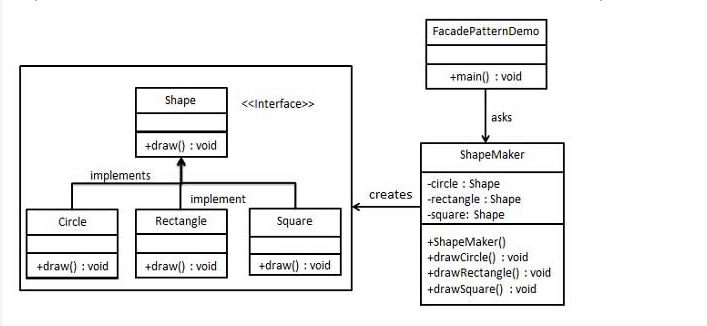 FacadePatternDemo
+main() : void
asks
Shape
<<Interface>>
+draw() : void
implements
implement
Circle
+draw() : void
Rectangle
+draw() : void
Square
+draw() : void
creates
ShapeMaker
-circle : Shape
-rectangle : Shape
-square: Shape
+ShapeMaker()
+drawCircle() : void
+drawRectangle() : void
+drawSquare() : void